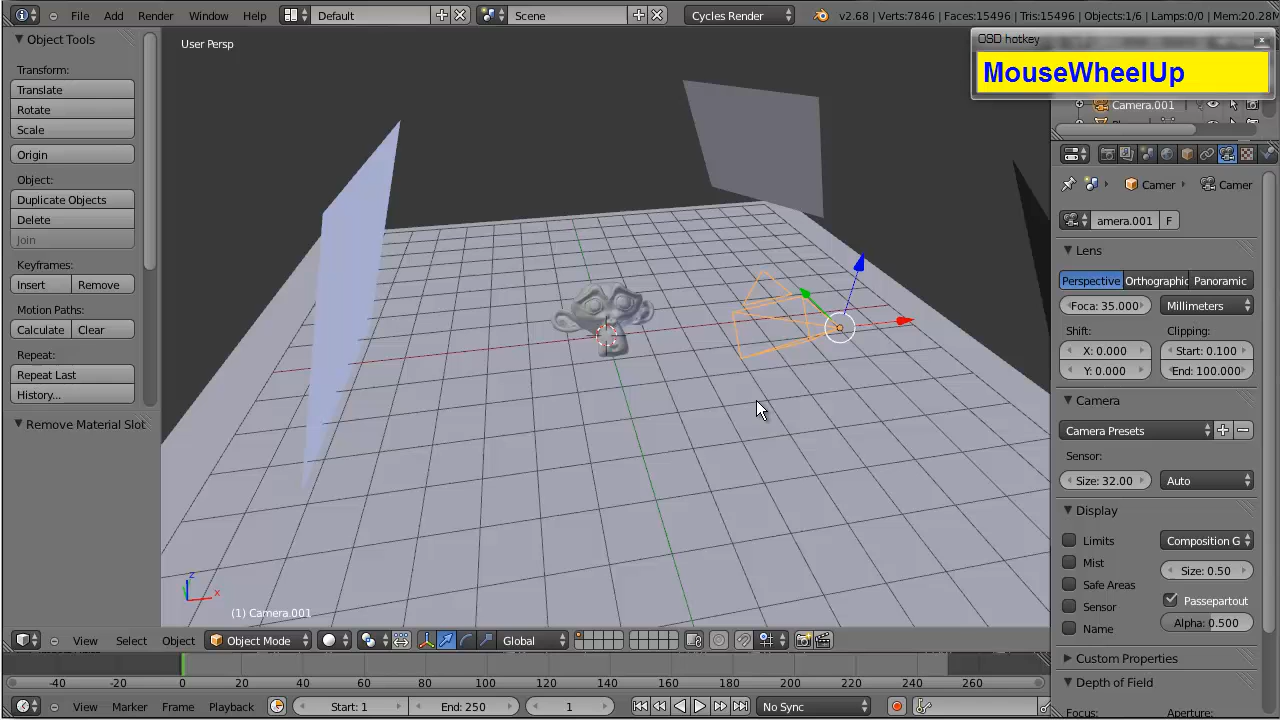 File Add Render Window Help Default Scene Cycles Render v2.68 | Verts:7846 | Faces:15496 | Tris:15496 | Objects:1/6 | Lamps:0/0 | Mem:20.28M
OSD hotkey
MouseWheelUp
Object Tools
Transform:
Translate
Rotate
Scale
Origin
Object:
Duplicate Objects
Delete
Join
Keyframes:
Insert Remove
Motion Paths:
Calculate Clear
Repeat:
Repeat Last
History...
Remove Material Slot
User Persp
z
x
(1) Camera.001
Camera.001
Camer Camer
amera.001 F
Lens
Perspective Orthographic Panoramic
Foca: 35.000 Millimeters
Shift: Clipping:
X: 0.000 Start: 0.100
Y: 0.000 End: 100.000
Camera
Camera Presets
Sensor:
Size: 32.00 Auto
Display
Limits Composition G
Mist Size: 0.50
Safe Areas
Sensor Passepartout
Name Alpha: 0.500
Custom Properties
Depth of Field
Focus: Aperture:
View Select Object Object Mode Global
-40 -20 0 20 40 60 80 100 120 140 160 180 200 220 240 260
View Marker Frame Playback Start: 1 End: 250 1 No Sync